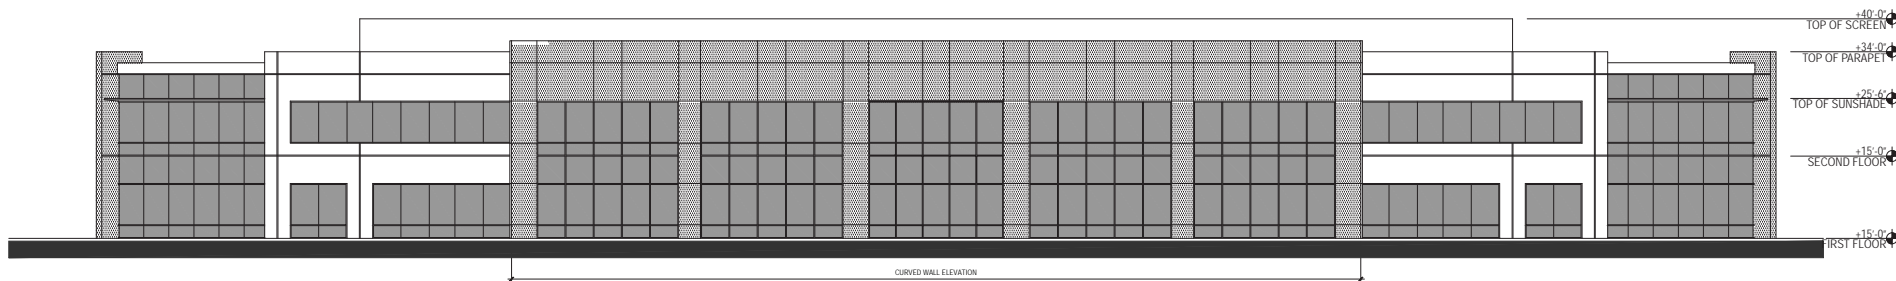 +40'-0"
TOP OF SCREEN
+34'-0"
TOP OF PARAPET
+25'-6"
TOP OF SUNSHADE
+15'-0"
SECOND FLOOR
+15'-0"
FIRST FLOOR
CURVED WALL ELEVATION